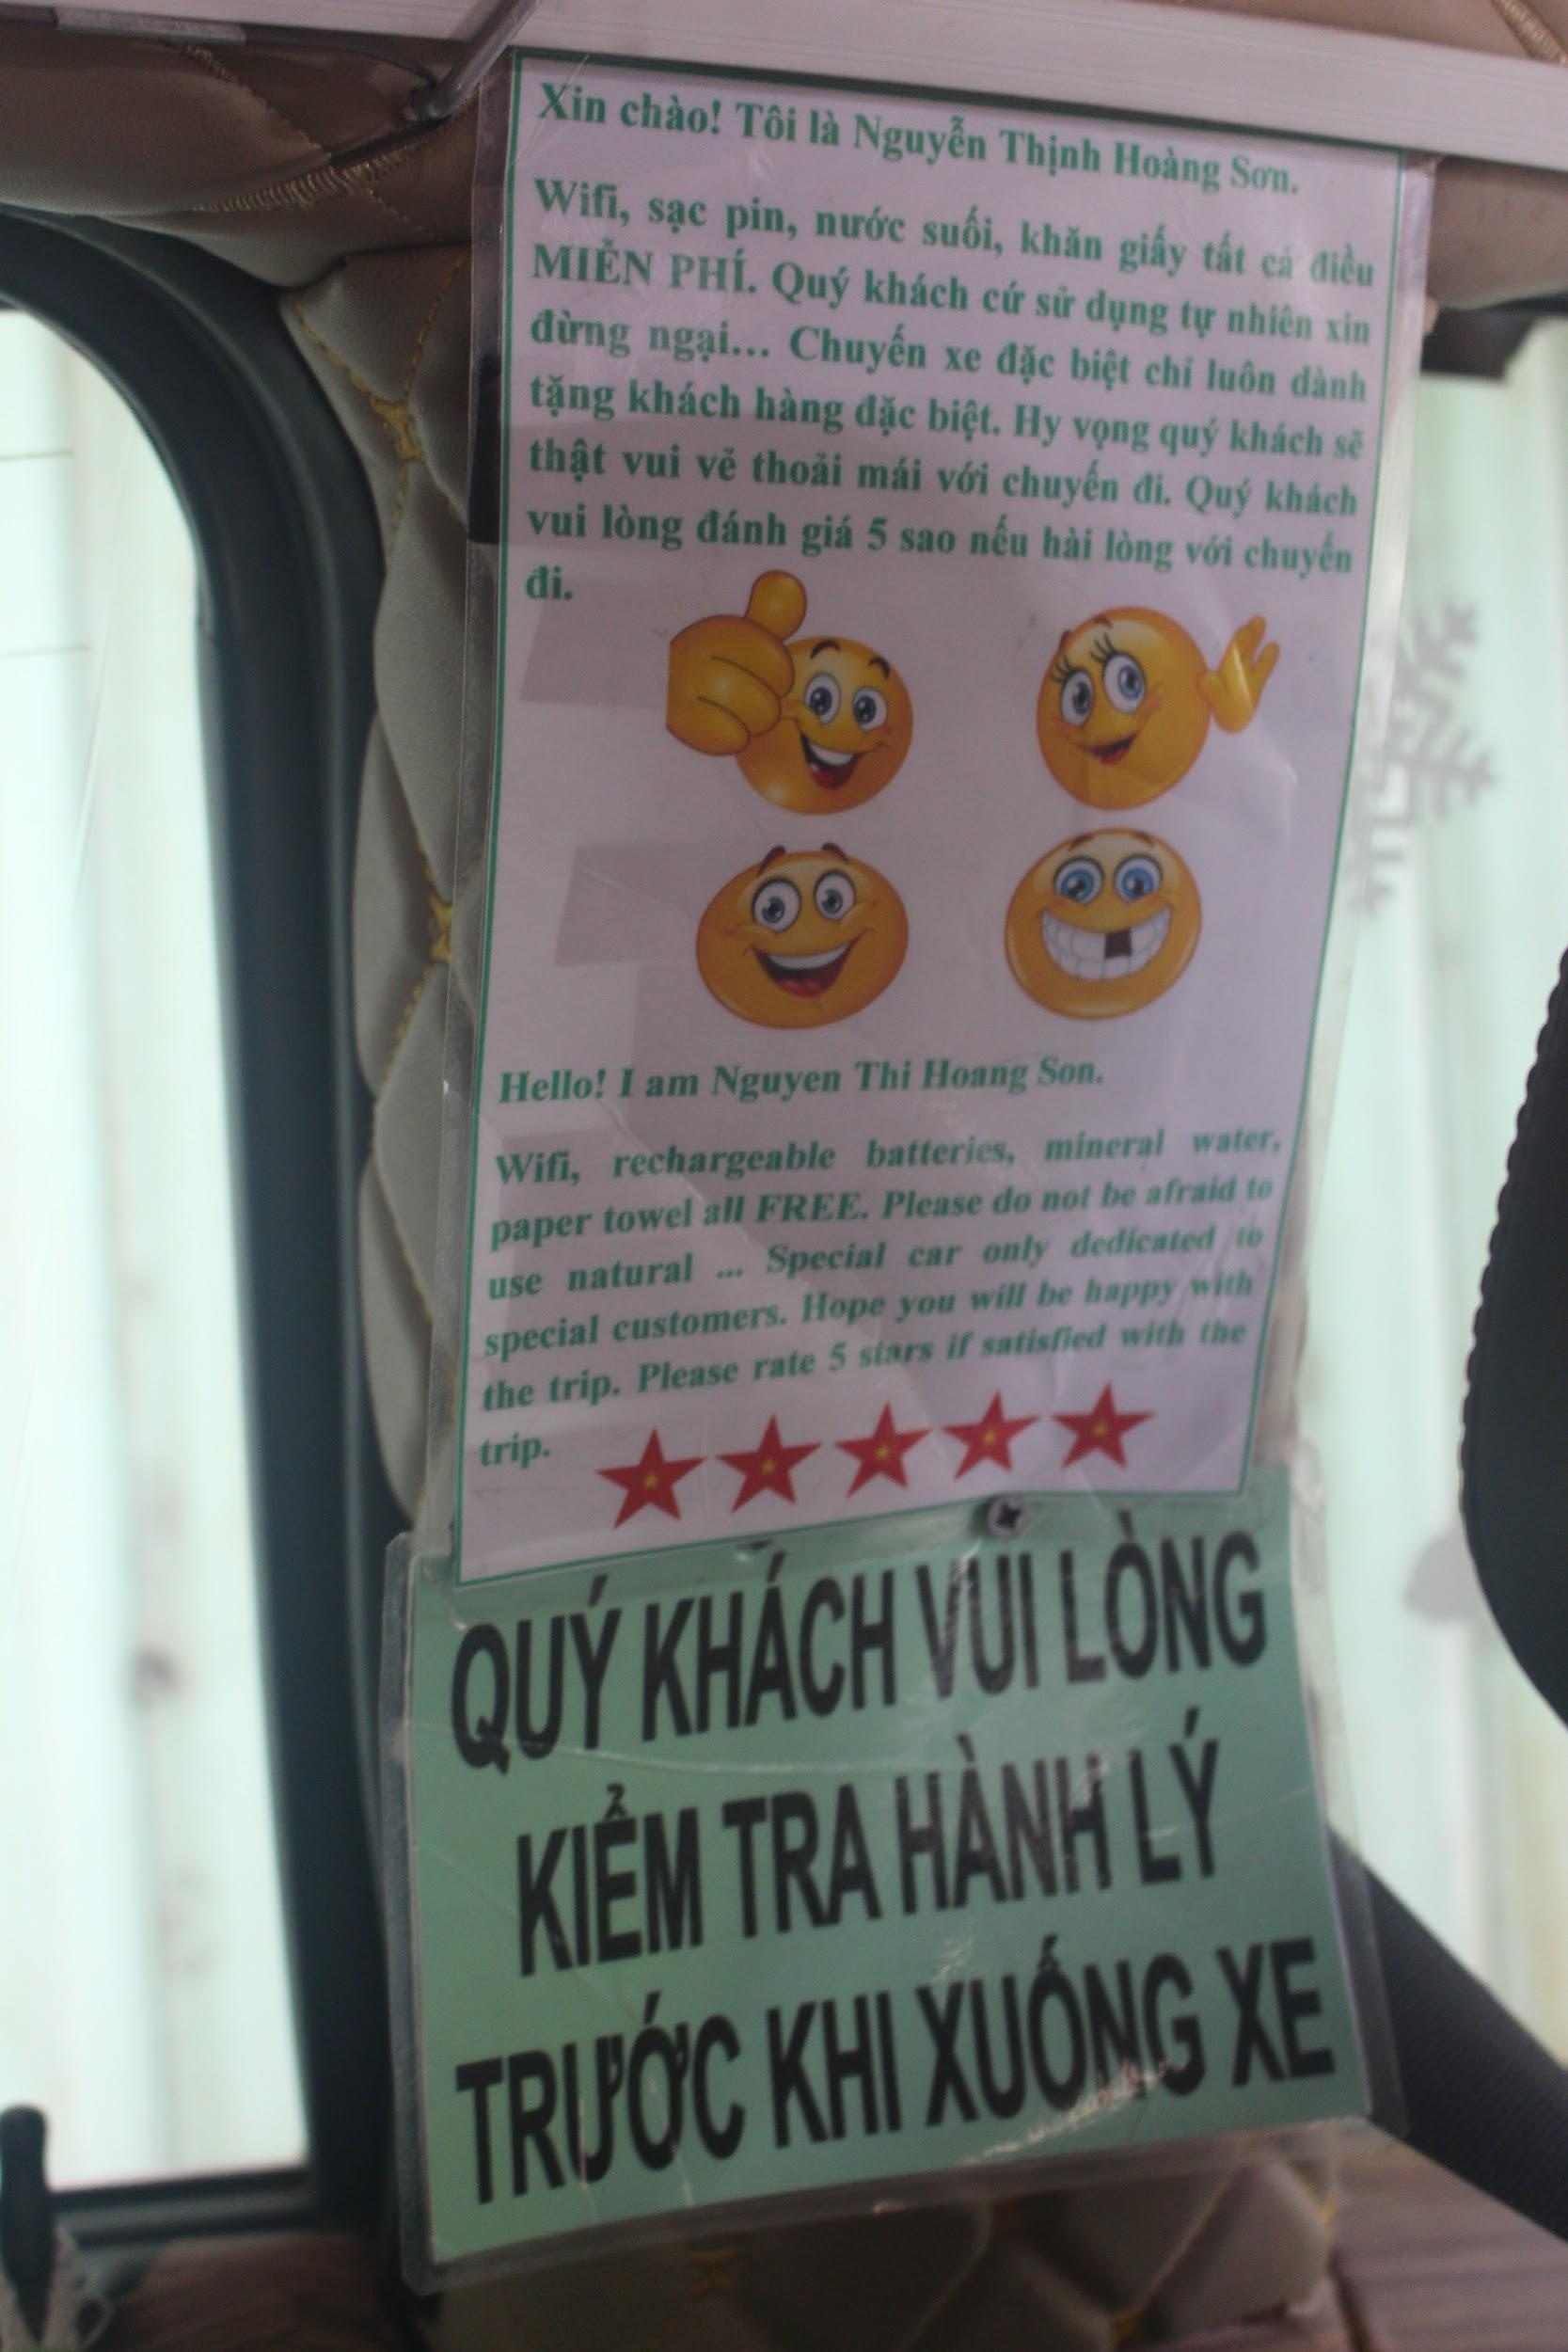 Xin chào! Tôi là Nguyễn Thịnh Hoàng Sơn.
Wifi, sạc pin, nước suối, khăn giấy tất cả điều
MIỄN PHÍ. Quý khách cứ sử dụng tự nhiên xin
đừng ngại... Chuyến xe đặc biệt chỉ luôn dành
tặng khách hàng đặc biệt. Hy vọng quý khách sẽ
thật vui vẻ thoải mái với chuyến đi. Quý khách
vui lòng đánh giá 5 sao nếu hài lòng với chuyến
đi.
Hello! I am Nguyen Thi Hoang Son.
Wifi, rechargeable batteries, mineral water,
paper towel all FREE. Please do not be afraid to
use natural ... Special car only dedicated to
special customers. Hope you will be happy with
the trip. Please rate 5 stars if satisfied with the
trip.
QUÝ KHÁCH VUI LÒNG
KIỂM TRA HÀNH LÝ
TRƯỚC KHI XUỐNG XE